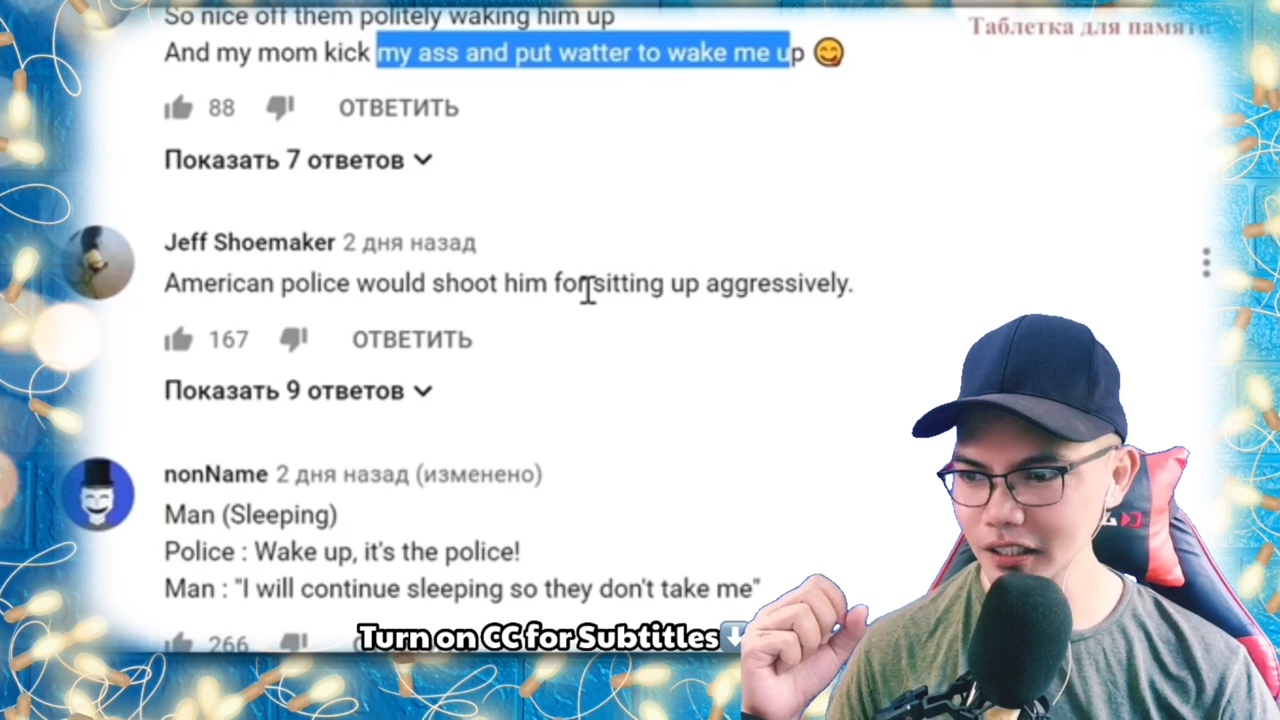 So nice off them politely waking him up
Таблетка для памяти
And my mom kick my ass and put watter to wake me up 😋
88 ОТВЕТИТЬ
Показать 7 ответов
Jeff Shoemaker 2 дня назад
American police would shoot him for sitting up aggressively.
167 ОТВЕТИТЬ
Показать 9 ответов
nonName 2 дня назад (изменено)
Man (Sleeping)
Police : Wake up, it's the police!
Man : "I will continue sleeping so they don't take me"
266
Turn on CC for Subtitles⬇️